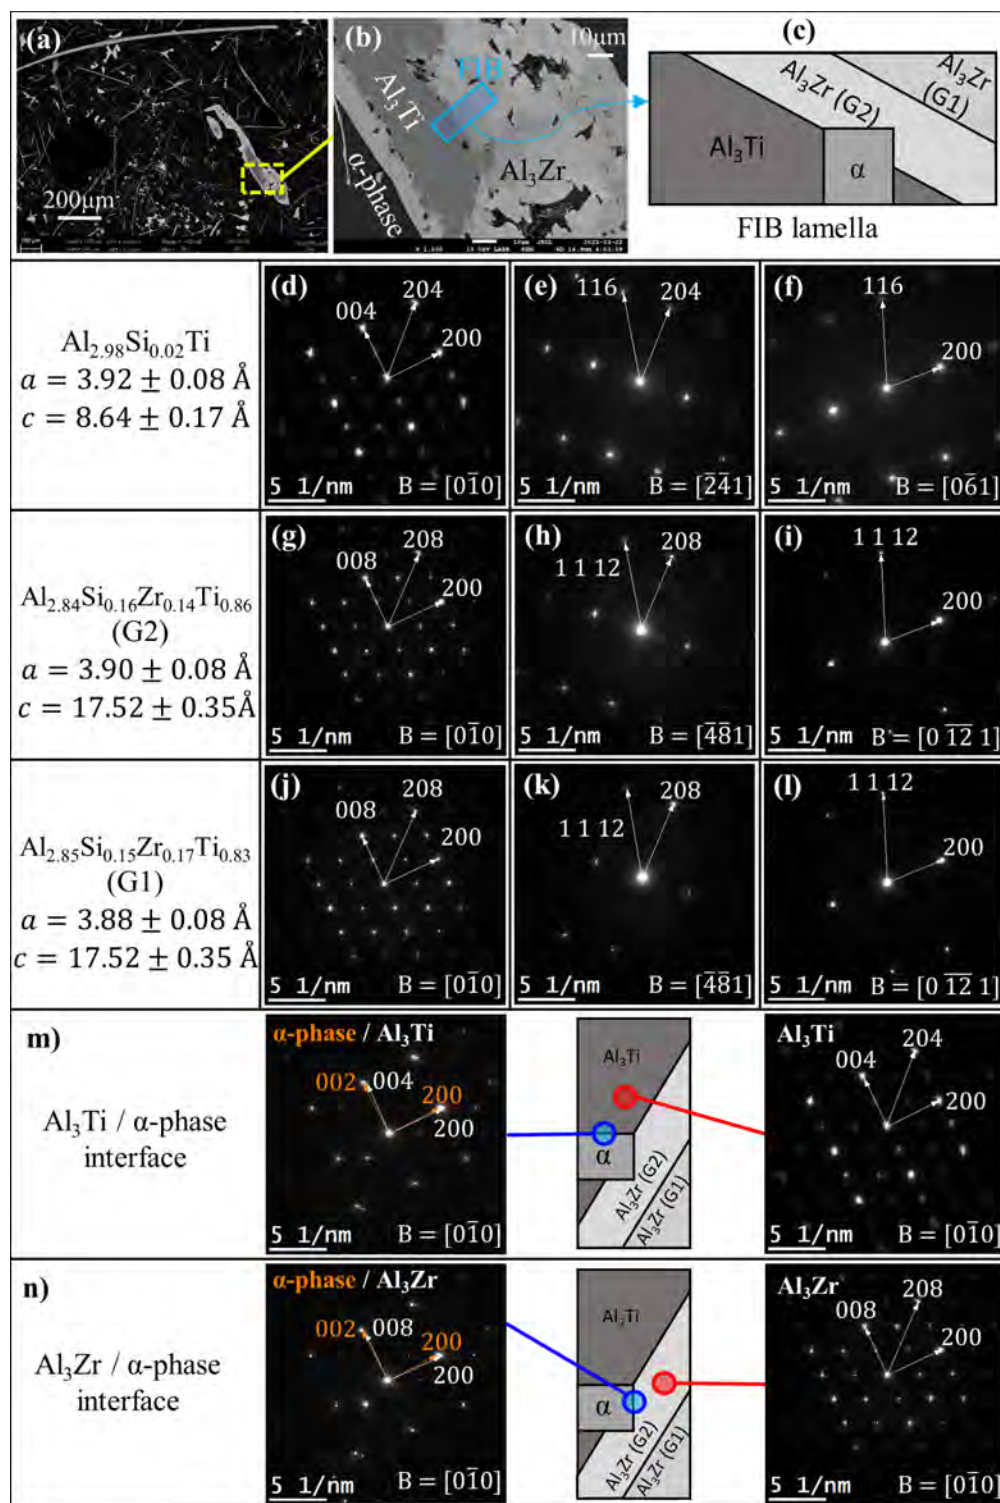 (a)
200μm
(b)
10μm
FIB
Al₃Ti
α-phase
Al₃Zr
(c)
Al₃Zr (G2)
Al₃Zr (G1)
Al₃Ti
α
FIB lamella
Al₂.₉₈Si₀.₀₂Ti
a = 3.92 ± 0.08 Å
c = 8.64 ± 0.17 Å
(d)
004
204
200
5 1/nm
B = [01̅0]
(e)
116
204
5 1/nm
B = [2̅4̅1]
(f)
116
200
5 1/nm
B = [06̅1]
Al₂.₈₄Si₀.₁₆Zr₀.₁₄Ti₀.₈₆
(G2)
a = 3.90 ± 0.08 Å
c = 17.52 ± 0.35Å
(g)
008
208
200
5 1/nm
B = [01̅0]
(h)
1 1 12
208
5 1/nm
B = [4̅8̅1]
(i)
1 1 12
200
5 1/nm
B = [0 1̅2̅ 1]
Al₂.₈₅Si₀.₁₅Zr₀.₁₇Ti₀.₈₃
(G1)
a = 3.88 ± 0.08 Å
c = 17.52 ± 0.35 Å
(j)
008
208
200
5 1/nm
B = [01̅0]
(k)
1 1 12
208
5 1/nm
B = [4̅8̅1]
(l)
1 1 12
200
5 1/nm
B = [0 1̅2̅ 1]
m)
Al₃Ti / α-phase
interface
α-phase / Al₃Ti
002 004
200
200
5 1/nm
B = [01̅0]
Al₃Ti
α
Al₃Zr (G2)
Al₃Zr (G1)
Al₃Ti
004
204
200
5 1/nm
B = [01̅0]
n)
Al₃Zr / α-phase
interface
α-phase / Al₃Zr
002 008
200
200
5 1/nm
B = [01̅0]
Al₃Ti
α
Al₃Zr (G2)
Al₃Zr (G1)
Al₃Zr
008
208
200
5 1/nm
B = [01̅0]